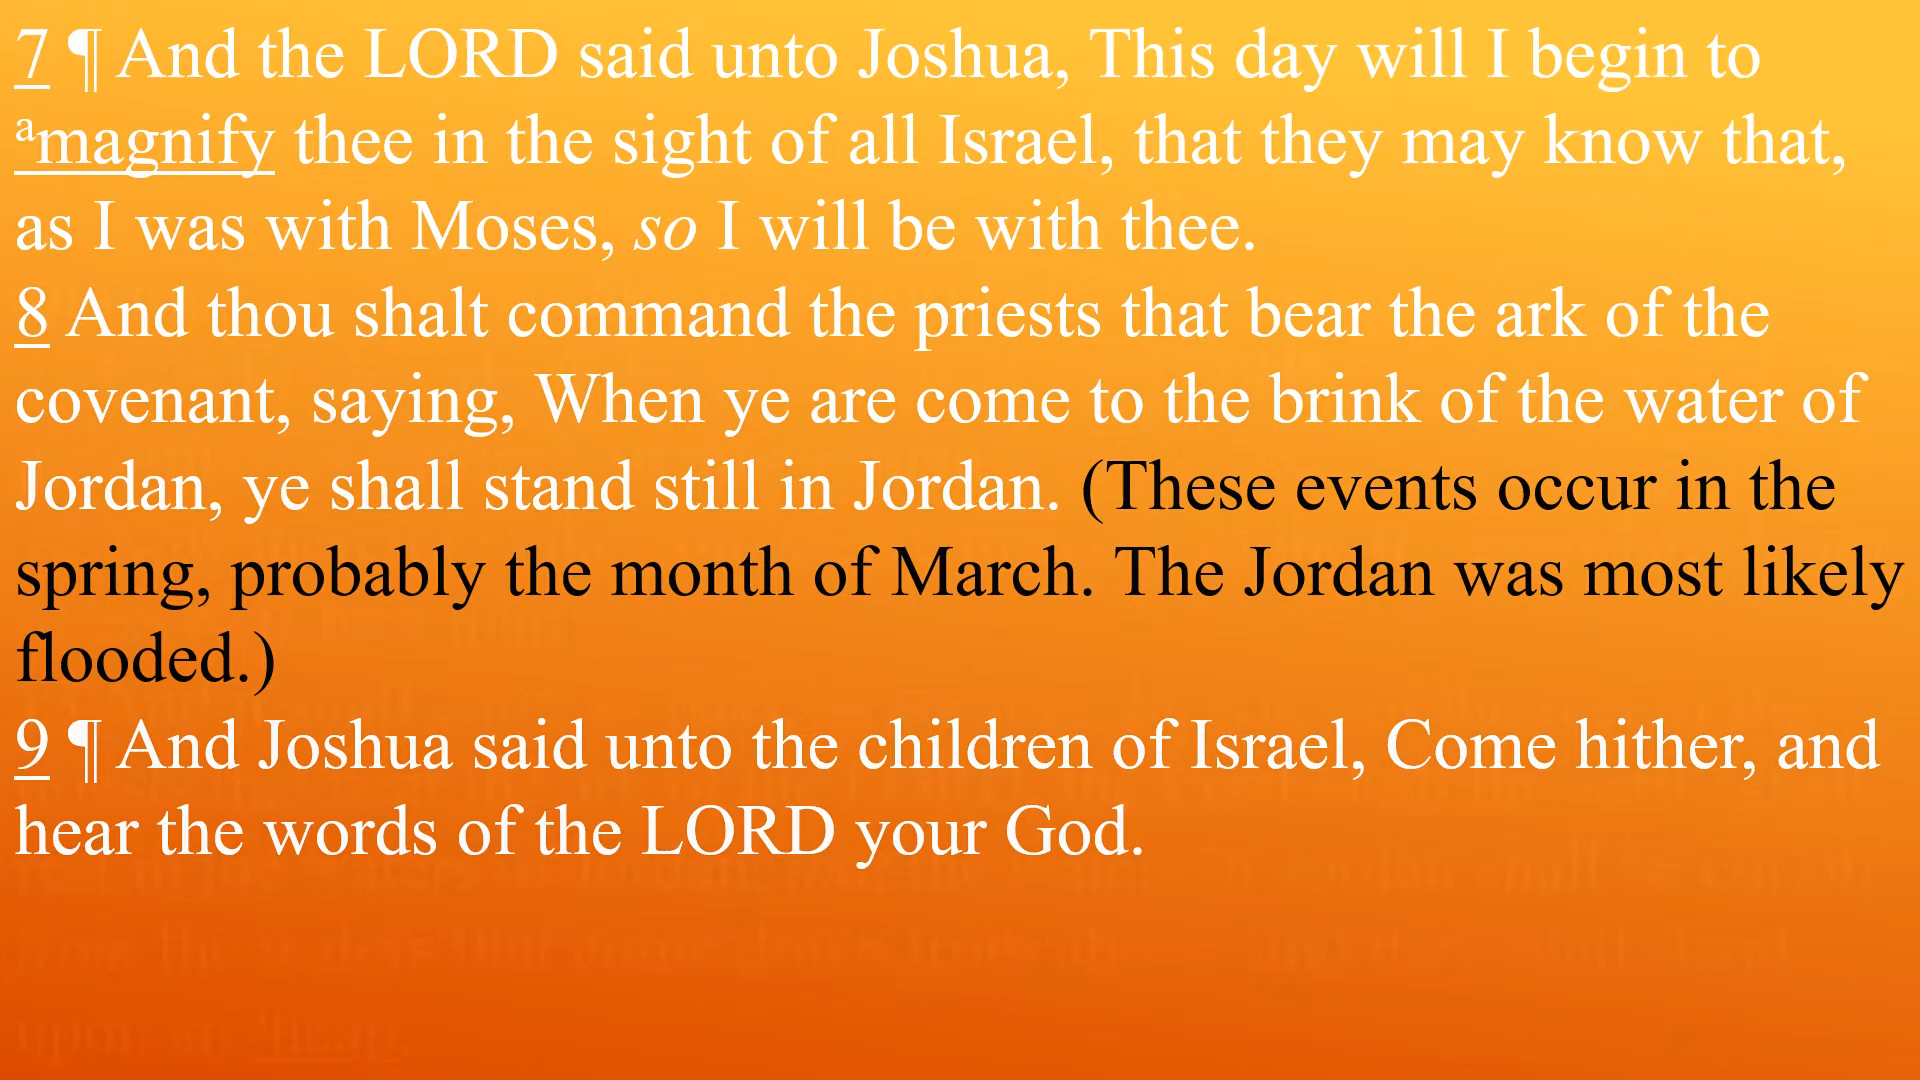 7 ¶ And the LORD said unto Joshua, This day will I begin to
ᵃmagnify thee in the sight of all Israel, that they may know that,
as I was with Moses, so I will be with thee.
8 And thou shalt command the priests that bear the ark of the
covenant, saying, When ye are come to the brink of the water of
Jordan, ye shall stand still in Jordan. (These events occur in the
spring, probably the month of March. The Jordan was most likely
flooded.)
9 ¶ And Joshua said unto the children of Israel, Come hither, and
hear the words of the LORD your God.